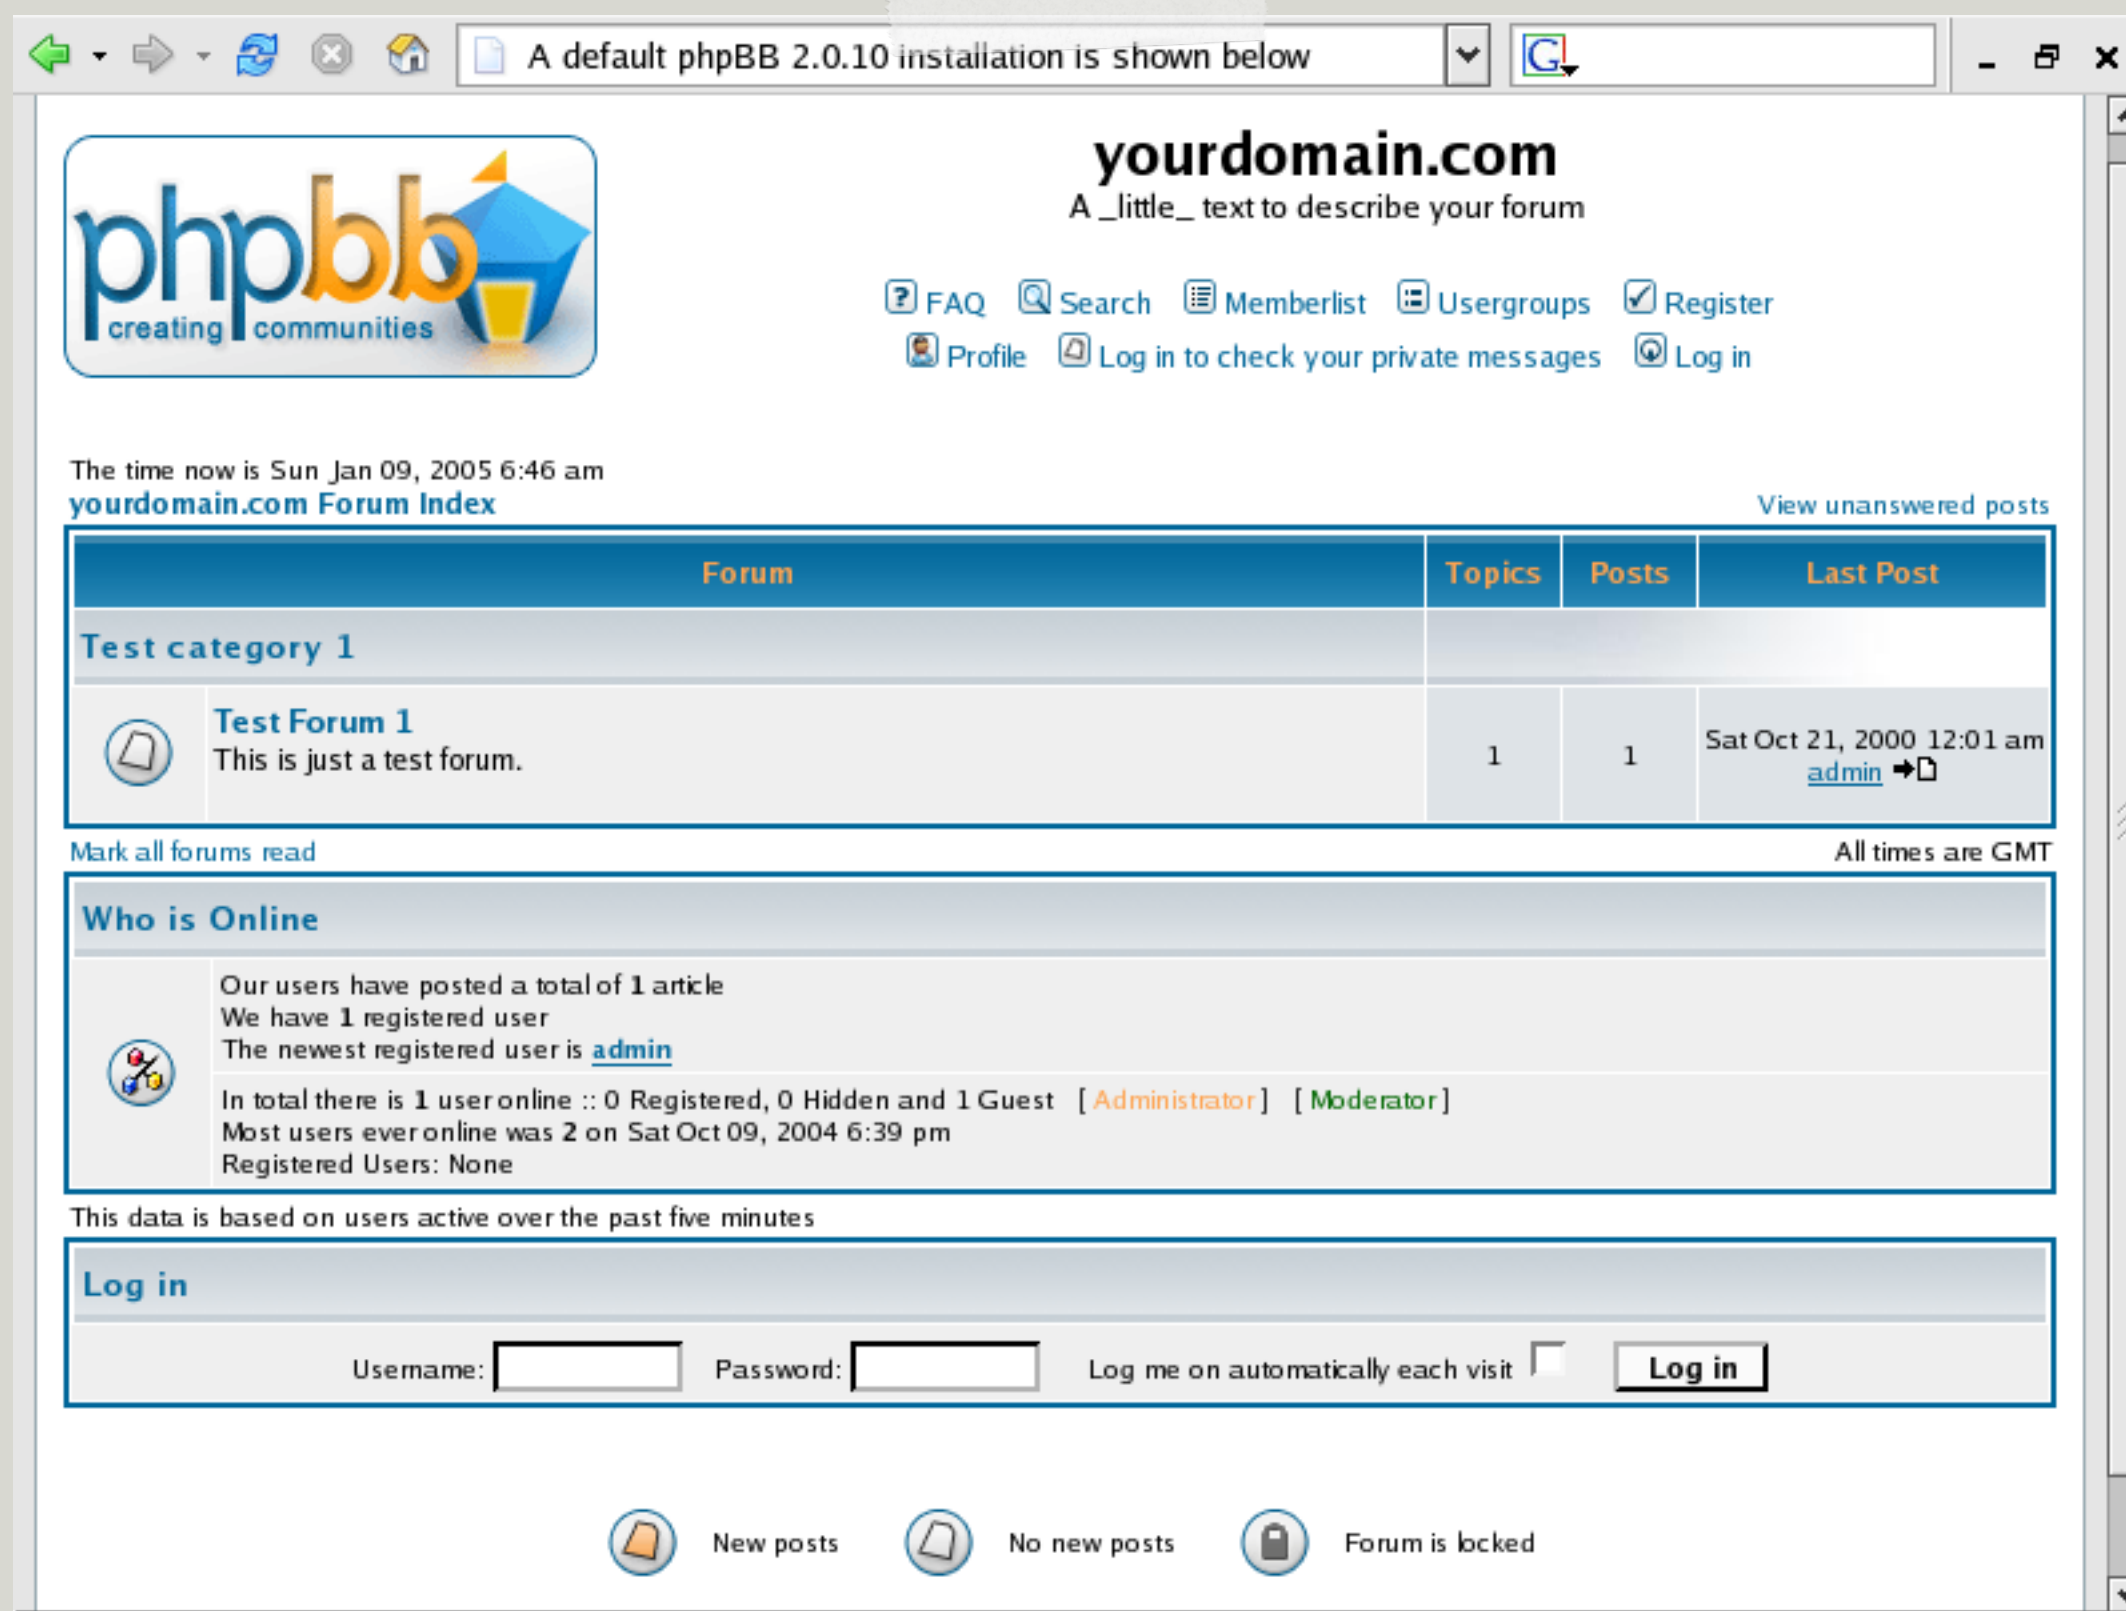 A default phpBB 2.0.10 installation is shown below
phpbb
creating communities
yourdomain.com
A _little_ text to describe your forum
FAQ Search Memberlist Usergroups Register
Profile Log in to check your private messages Log in
The time now is Sun Jan 09, 2005 6:46 am
yourdomain.com Forum Index
View unanswered posts
Forum Topics Posts Last Post
Test category 1
Test Forum 1
This is just a test forum.
1 1
Sat Oct 21, 2000 12:01 am
admin
Mark all forums read
All times are GMT
Who is Online
Our users have posted a total of 1 article
We have 1 registered user
The newest registered user is admin
In total there is 1 user online :: 0 Registered, 0 Hidden and 1 Guest [ Administrator ] [ Moderator ]
Most users ever online was 2 on Sat Oct 09, 2004 6:39 pm
Registered Users: None
This data is based on users active over the past five minutes
Log in
Username: Password: Log me on automatically each visit Log in
New posts No new posts Forum is locked